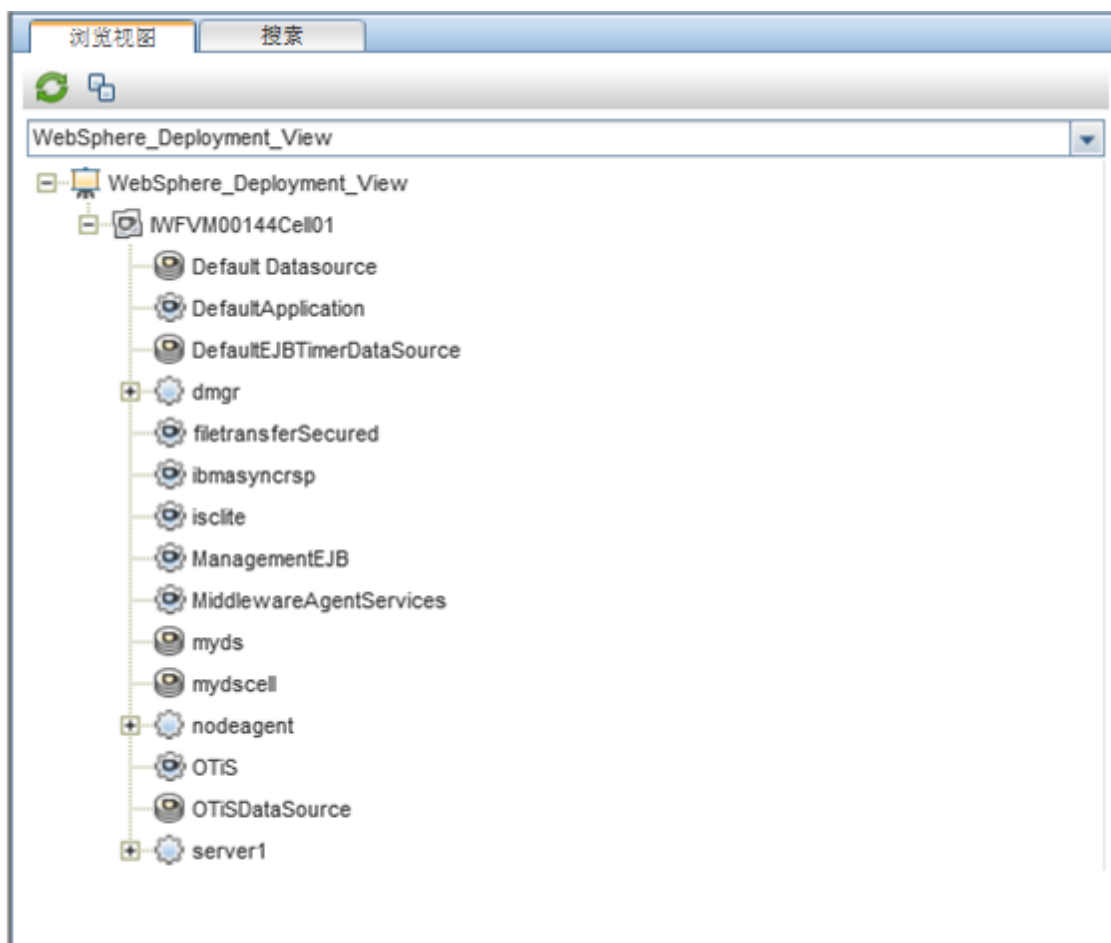 浏览视图 搜索
WebSphere_Deployment_View
WebSphere_Deployment_View
IWFVM00144Cell01
Default Datasource
DefaultApplication
DefaultEJBTimerDataSource
dmgr
filetransferSecured
ibmasyncrsp
isclite
ManagementEJB
MiddlewareAgentServices
myds
mydscell
nodeagent
OTiS
OTiSDataSource
server1